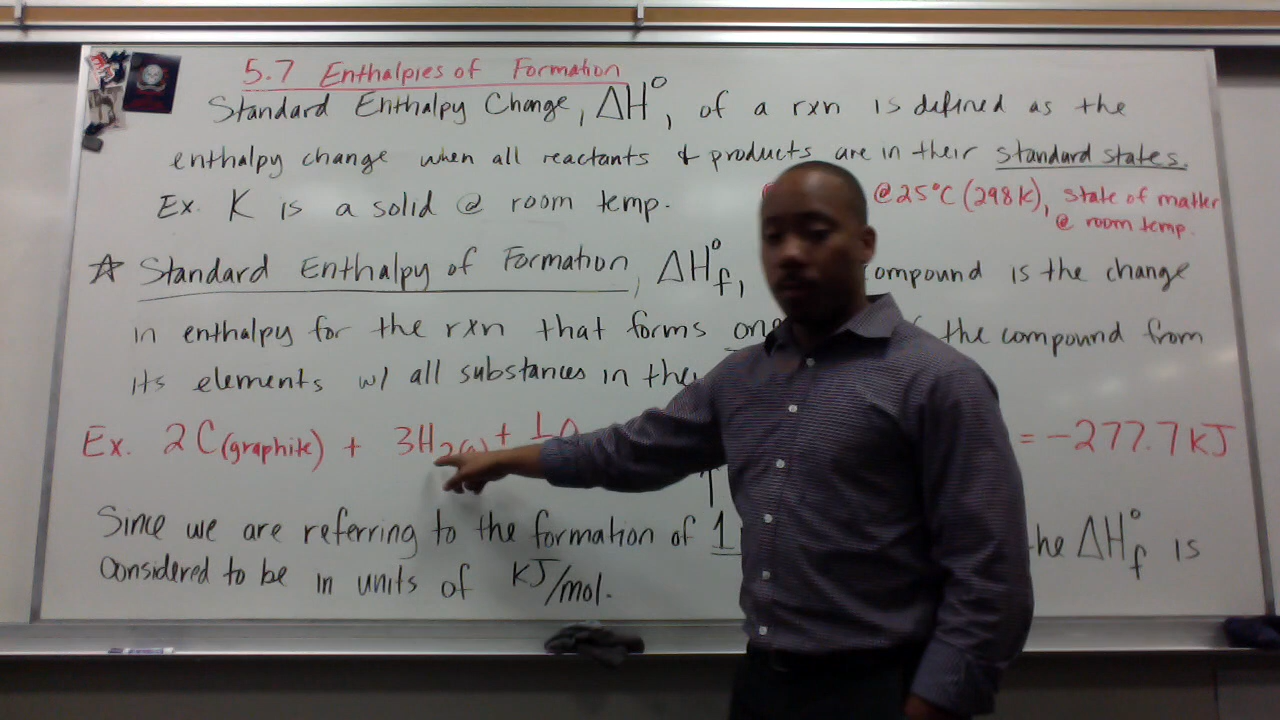 5.7 Enthalpies of Formation
Standard Enthalpy Change, ΔH°, of a rxn is defined as the
enthalpy change when all reactants & products are in their standard states.
Ex. K is a solid @ room temp.
@25°C (298K), state of matter
@ room temp.
☆ Standard Enthalpy of Formation, ΔH°f, compound is the change
in enthalpy for the rxn that forms the compound from
its elements w/ all substances in
Ex. 2C(graphite) + 3H2(g) + 1 = -277.7 kJ
Since we are referring to the formation of 1 ΔH°f is
considered to be in units of kJ/mol.